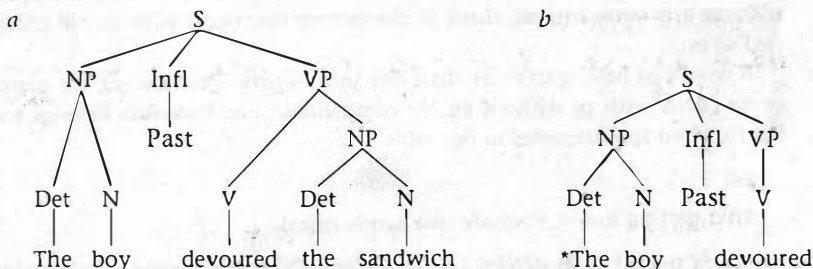 a
S
NP Infl VP
Past
NP
Det N V Det N
The boy devoured the sandwich
b
S
NP Infl VP
Det N Past V
*The boy devoured